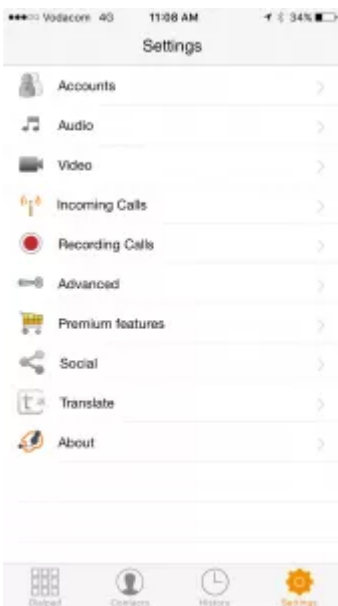 Vodacom 4G 11:08 AM 34%
Settings
Accounts
Audio
Video
Incoming Calls
Recording Calls
Advanced
Premium features
Social
Translate
About
Contacts History Settings